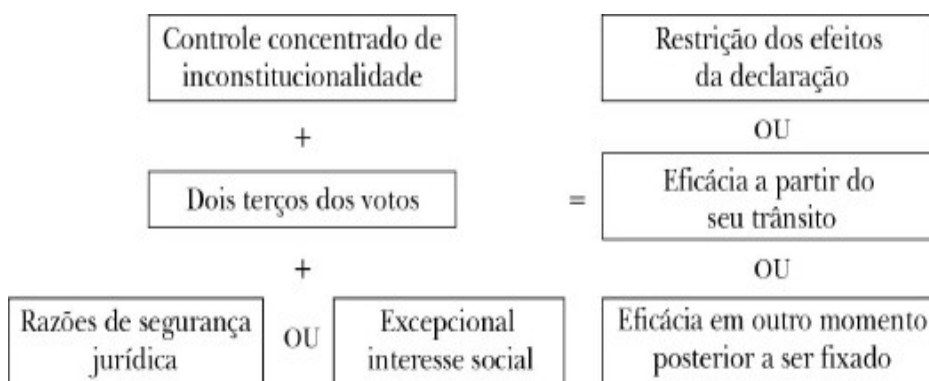 Controle concentrado de
inconstitucionalidade
+
Dois terços dos votos
+
Razões de segurança
jurídica
OU
Excepcional
interesse social
=
Restrição dos efeitos
da declaração
OU
Eficácia a partir do
seu trânsito
OU
Eficácia em outro momento
posterior a ser fixado